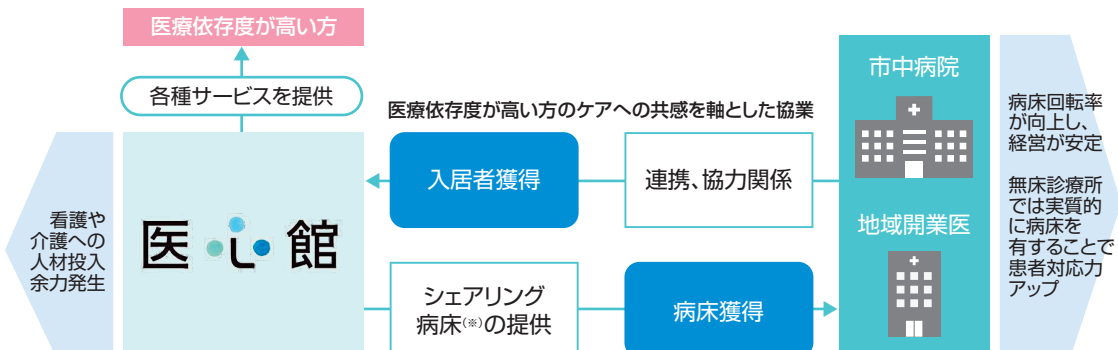 医療依存度が高い方
各種サービスを提供
医療依存度が高い方のケアへの共感を軸とした協業
看護や
介護への
人材投入
余力発生
医心館
入居者獲得
連携、協力関係
シェアリング
病床(※)の提供
病床獲得
市中病院
地域開業医
病床回転率
が向上し、
経営が安定
無床診療所
では実質的
に病床を
有することで
患者対応力
アップ